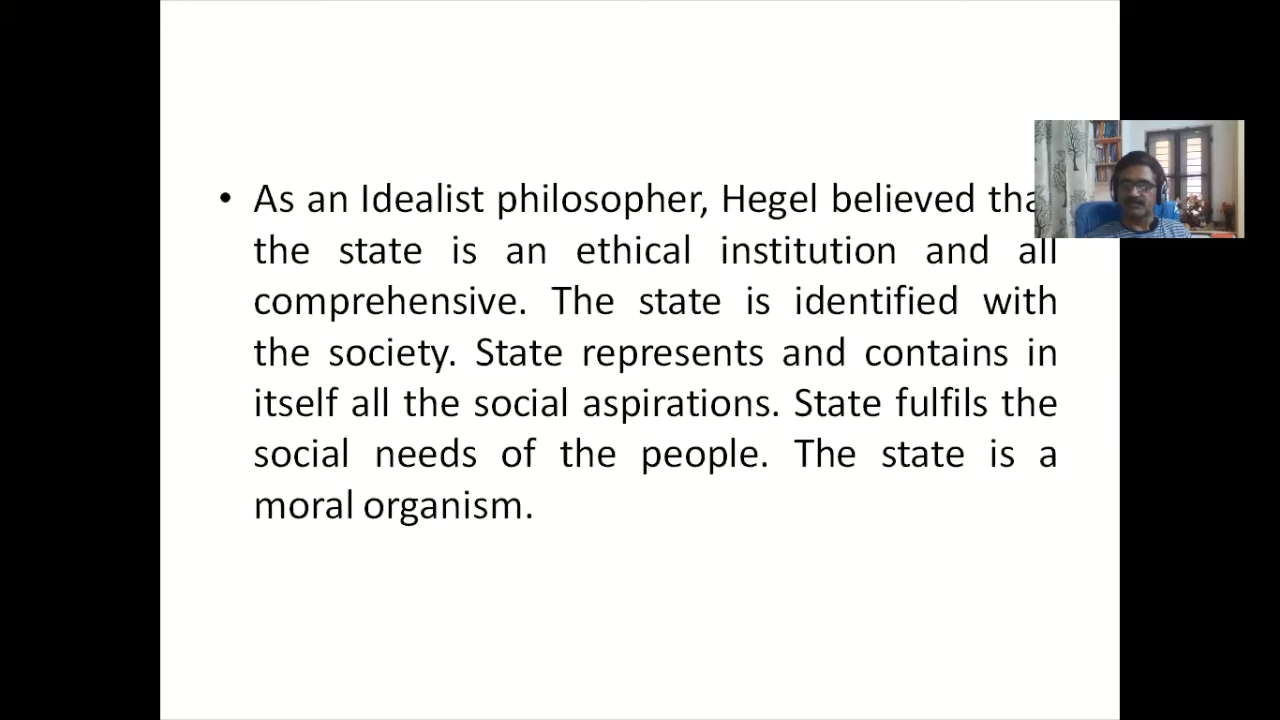 • As an Idealist philosopher, Hegel believed
the state is an ethical institution and all
comprehensive. The state is identified with
the society. State represents and contains in
itself all the social aspirations. State fulfils the
social needs of the people. The state is a
moral organism.